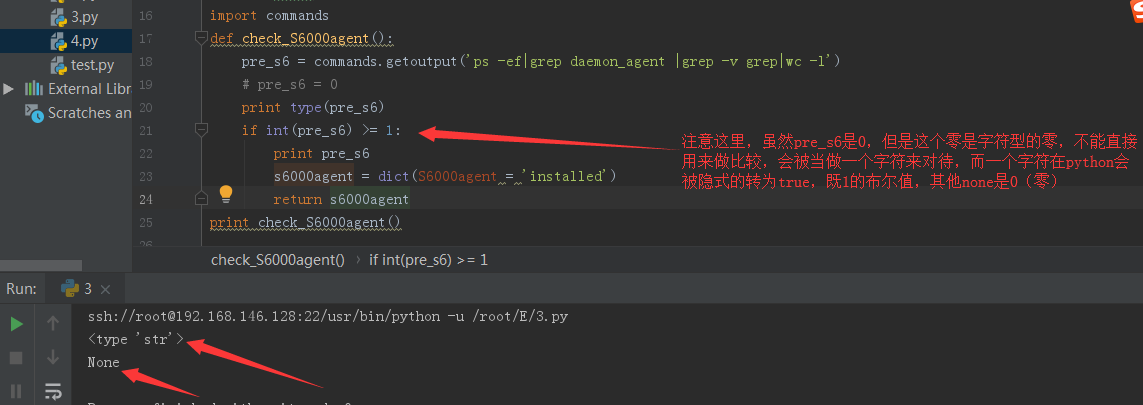 3.py
4.py
test.py
External Libra
Scratches an
16 import commands
17 def check_S6000agent():
18 pre_s6 = commands.getoutput('ps -ef|grep daemon_agent |grep -v grep|wc -l')
19 # pre_s6 = 0
20 print type(pre_s6)
21 if int(pre_s6) >= 1:
22 print pre_s6
23 s6000agent = dict(S6000agent = 'installed')
24 return s6000agent
25 print check_S6000agent()
26
注意这里，虽然pre_s6是0，但是这个零是字符型的零，不能直接
用来做比较，会被当做一个字符来对待，而一个字符在python会
被隐式的转为true，既1的布尔值，其他none是0（零）
check_S6000agent() › if int(pre_s6) >= 1
Run: 3 ×
ssh://root@192.168.146.128:22/usr/bin/python -u /root/E/3.py
<type 'str'>
None